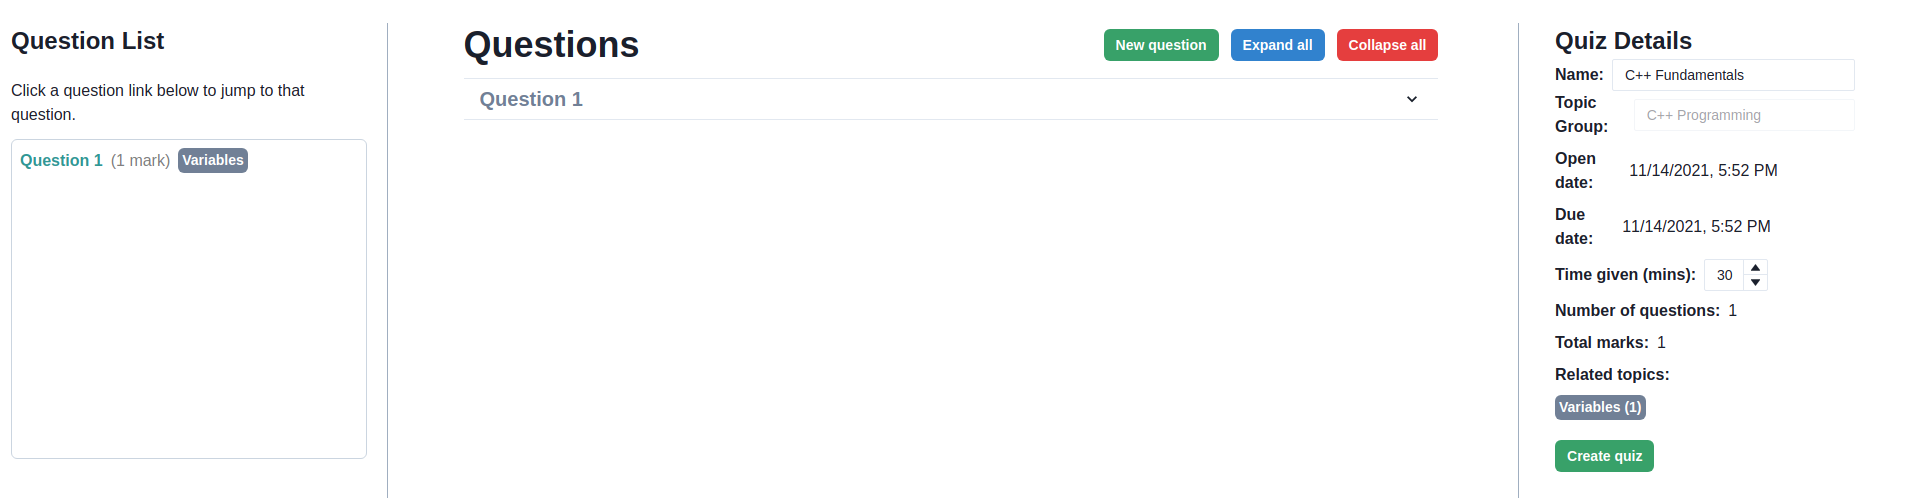 Question List
Click a question link below to jump to that
question.
Question 1 (1 mark) Variables
Questions
New question Expand all Collapse all
Question 1
Quiz Details
Name: C++ Fundamentals
Topic
Group:
C++ Programming
Open
date:
11/14/2021, 5:52 PM
Due
date:
11/14/2021, 5:52 PM
Time given (mins): 30
Number of questions: 1
Total marks: 1
Related topics:
Variables (1)
Create quiz